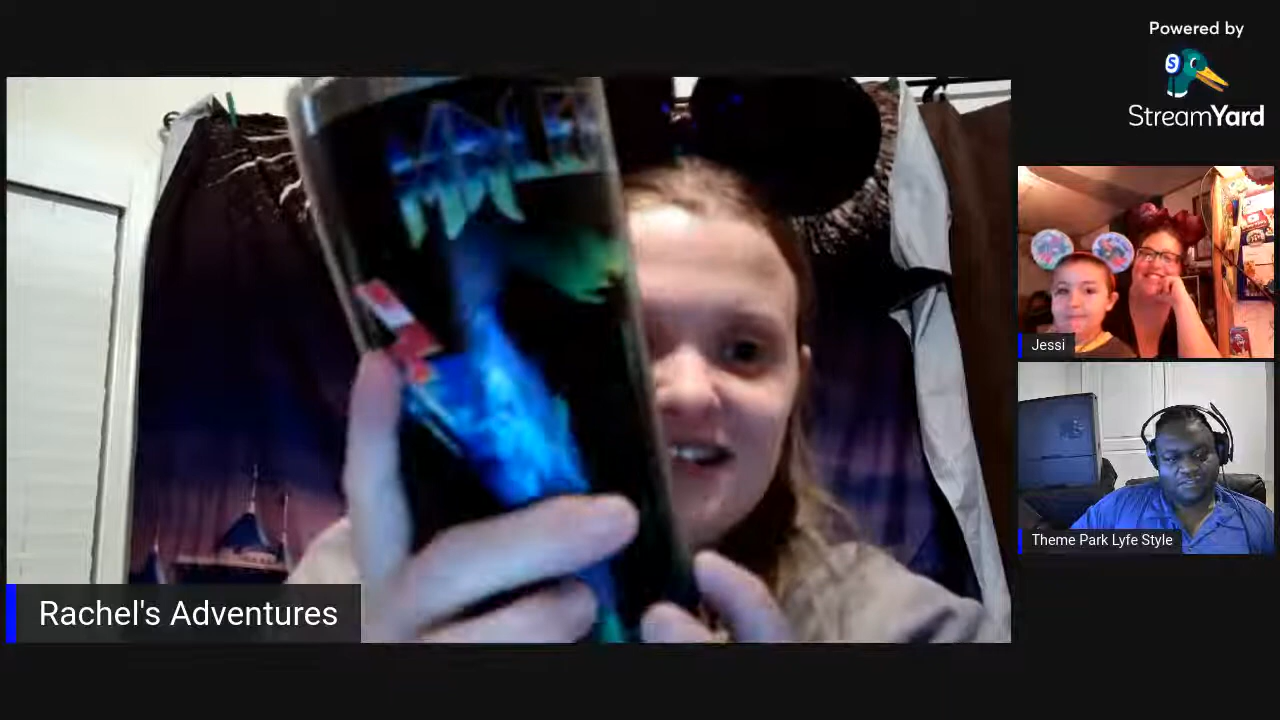 Powered by
StreamYard
Jessi
Theme Park Lyfe Style
Rachel's Adventures